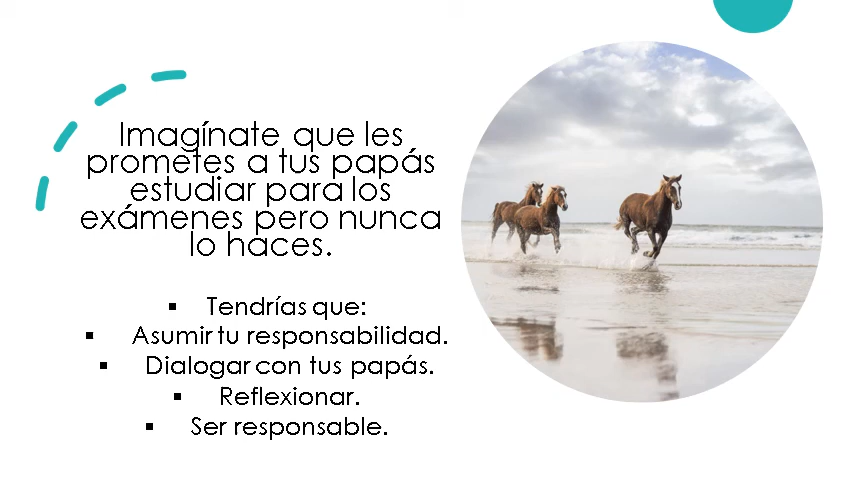 Imagínate que les
prometes a tus papás
estudiar para los
exámenes pero nunca
lo haces.
▪ Tendrías que:
▪ Asumir tu responsabilidad.
▪ Dialogar con tus papás.
▪ Reflexionar.
▪ Ser responsable.